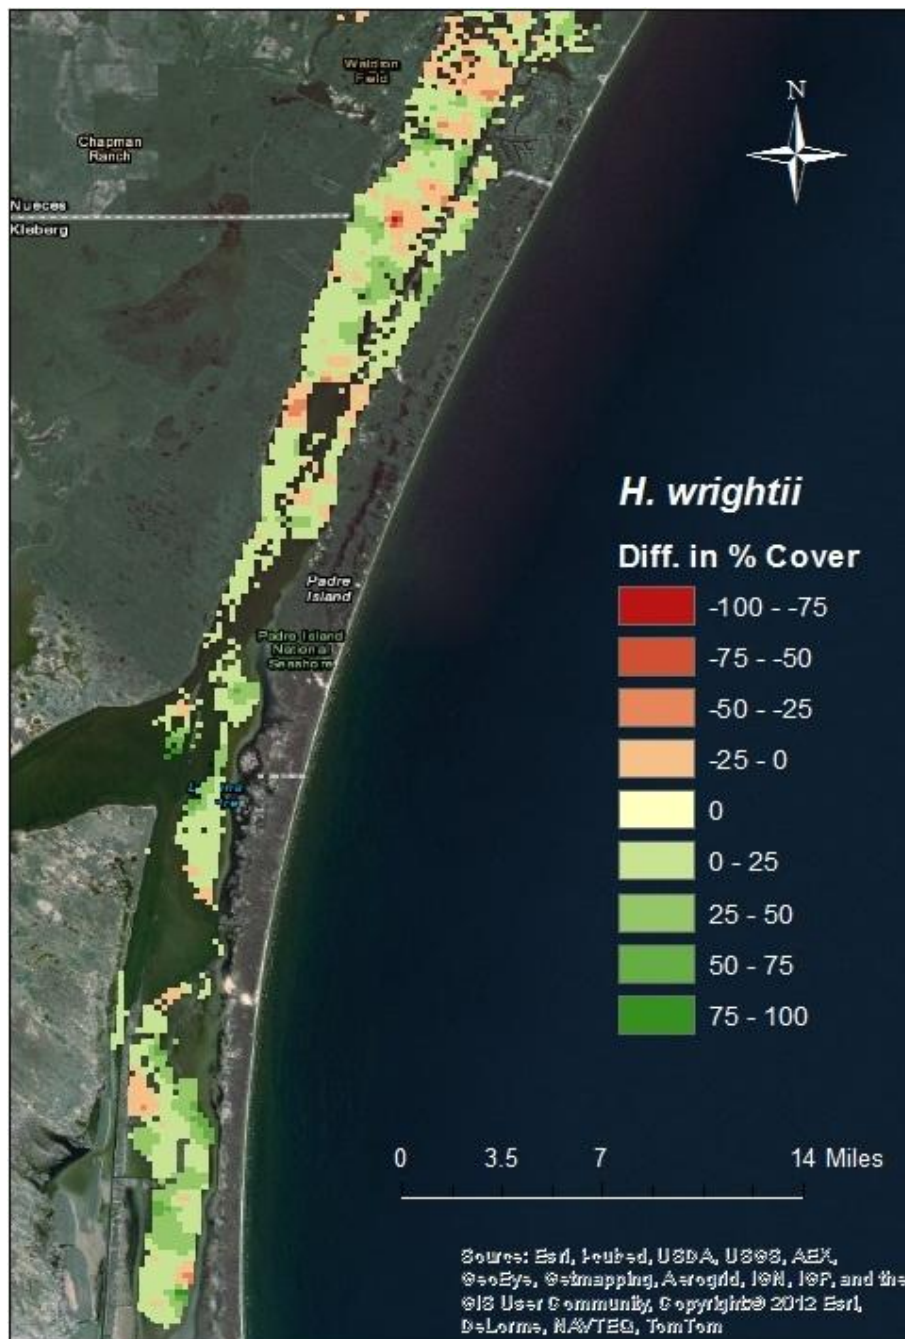 Waldron
Field
N
Chapman
Ranch
Nueces
Kleberg
H. wrightii
Diff. in % Cover
-100 - -75
-75 - -50
-50 - -25
-25 - 0
0
0 - 25
25 - 50
50 - 75
75 - 100
Padre
Island
Padre Island
National
Seashore
0 3.5 7 14 Miles
Source: Esri, i-cubed, USDA, USGS, AEX,
GeoEye, Getmapping, Aerogrid, IGN, IGP, and the
GIS User Community, Copyright© 2012 Esri,
DeLorme, NAVTEQ, TomTom